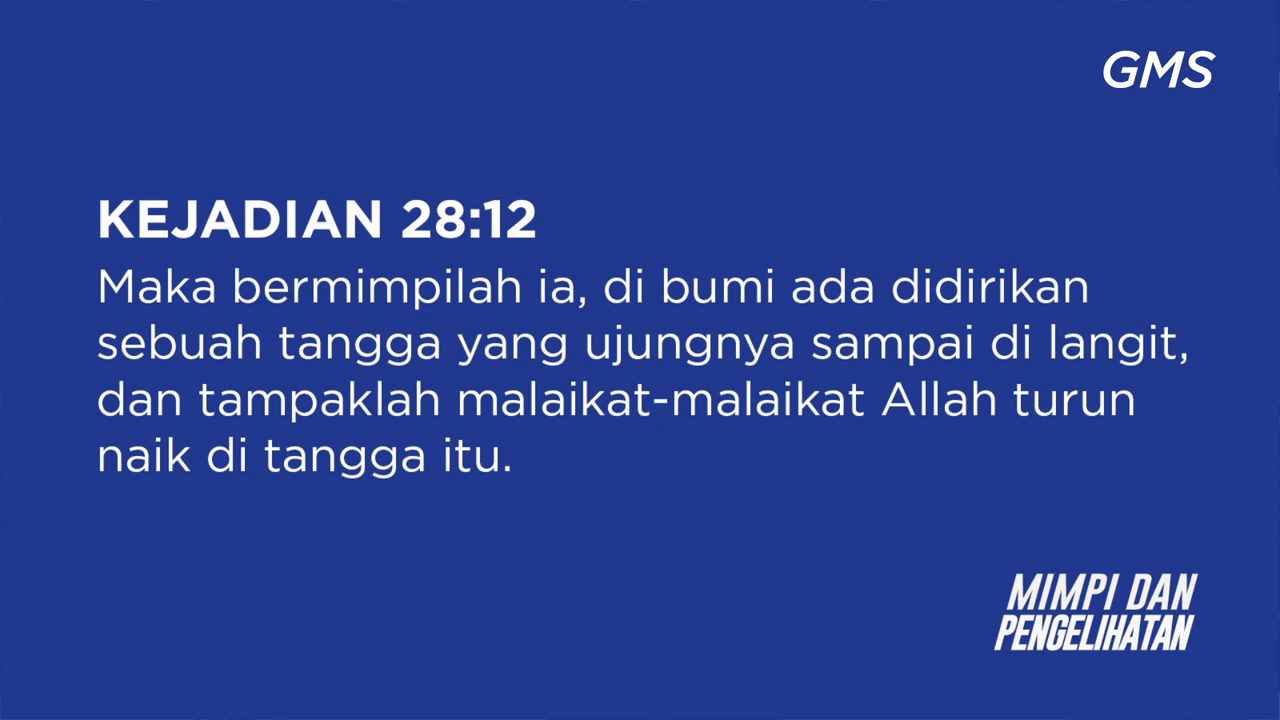 GMS
KEJADIAN 28:12
Maka bermimpilah ia, di bumi ada didirikan
sebuah tangga yang ujungnya sampai di langit,
dan tampaklah malaikat-malaikat Allah turun
naik di tangga itu.
MIMPI DAN
PENGELIHATAN